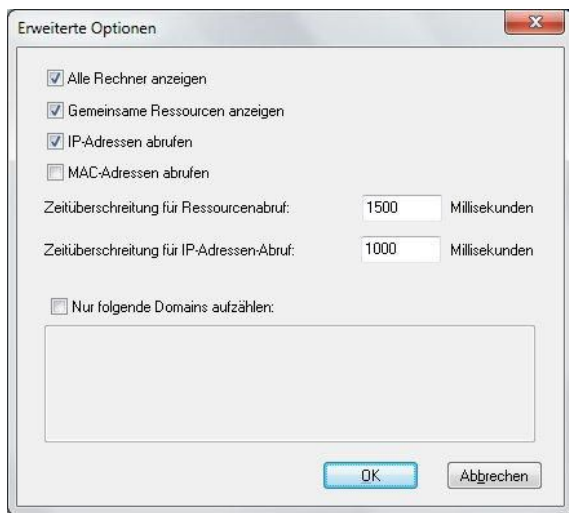 Erweiterte Optionen
Alle Rechner anzeigen
Gemeinsame Ressourcen anzeigen
IP-Adressen abrufen
MAC-Adressen abrufen
Zeitüberschreitung für Ressourcenabruf: 1500 Millisekunden
Zeitüberschreitung für IP-Adressen-Abruf: 1000 Millisekunden
Nur folgende Domains aufzählen:
OK Abbrechen